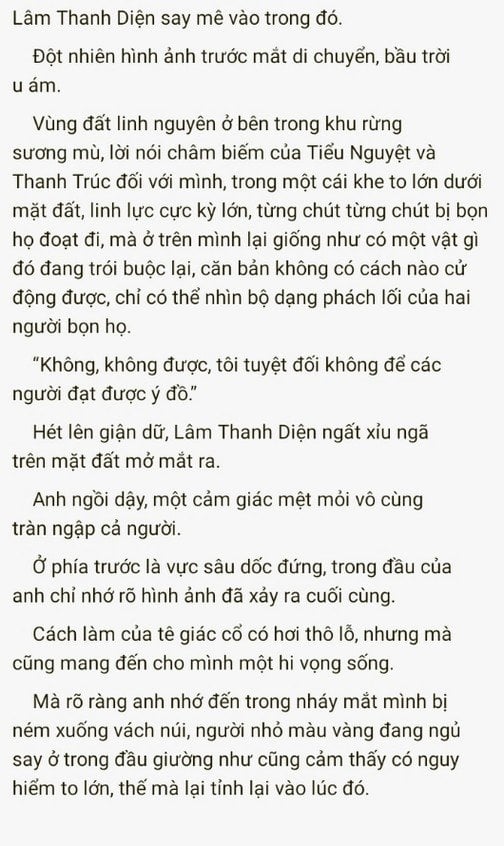 Lâm Thanh Diện say mê vào trong đó.
Đột nhiên hình ảnh trước mắt di chuyển, bầu trời
u ám.
Vùng đất linh nguyên ở bên trong khu rừng
sương mù, lời nói châm biếm của Tiểu Nguyệt và
Thanh Trúc đối với mình, trong một cái khe to lớn dưới
mặt đất, linh lực cực kỳ lớn, từng chút từng chút bị bọn
họ đoạt đi, mà ở trên mình lại giống như có một vật gì
đó đang trói buộc lại, căn bản không có cách nào cử
động được, chỉ có thể nhìn bộ dạng phách lối của hai
người bọn họ.
“Không, không được, tôi tuyệt đối không để các
người đạt được ý đồ.”
Hét lên giận dữ, Lâm Thanh Diện ngất xỉu ngã
trên mặt đất mở mắt ra.
Anh ngồi dậy, một cảm giác mệt mỏi vô cùng
tràn ngập cả người.
Ở phía trước là vực sâu dốc đứng, trong đầu của
anh chỉ nhớ rõ hình ảnh đã xảy ra cuối cùng.
Cách làm của tê giác cổ có hơi thô lỗ, nhưng mà
cũng mang đến cho mình một hi vọng sống.
Mà rõ ràng anh nhớ đến trong nháy mắt mình bị
ném xuống vách núi, người nhỏ màu vàng đang ngủ
say ở trong đầu giường như cũng cảm thấy có nguy
hiểm to lớn, thế mà lại tỉnh lại vào lúc đó.